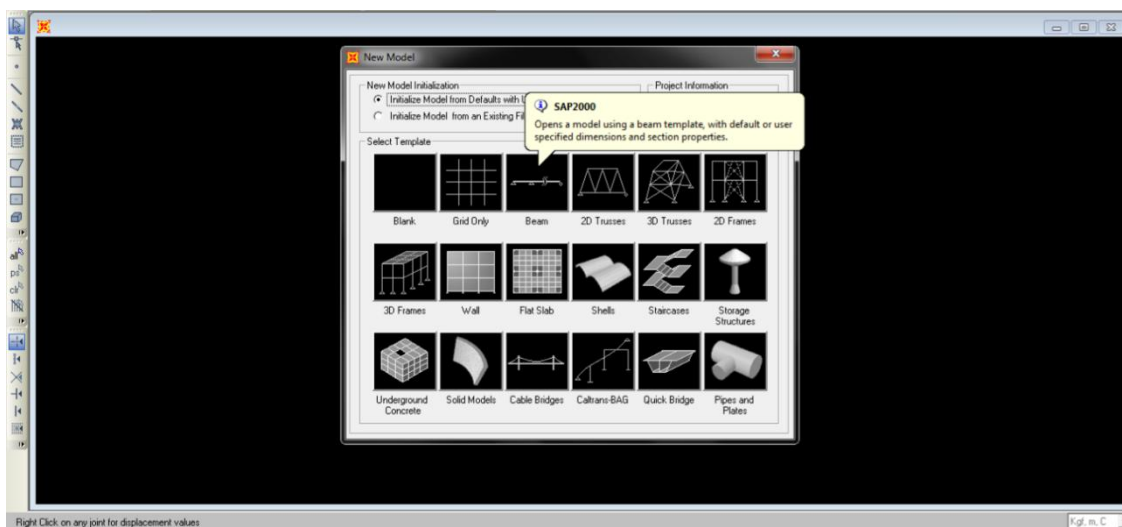 New Model
New Model Initialization
Project Information
Initialize Model from Defaults with U
Initialize Model from an Existing Fil
SAP2000
Opens a model using a beam template, with default or user
specified dimensions and section properties.
Select Template
Blank
Grid Only
Beam
2D Trusses
3D Trusses
2D Frames
3D Frames
Wall
Flat Slab
Shells
Staircases
Storage
Structures
Underground
Concrete
Solid Models
Cable Bridges
Caltrans-BAG
Quick Bridge
Pipes and
Plates
all
ps
clr
Right Click on any joint for displacement values
Kgf, m, C